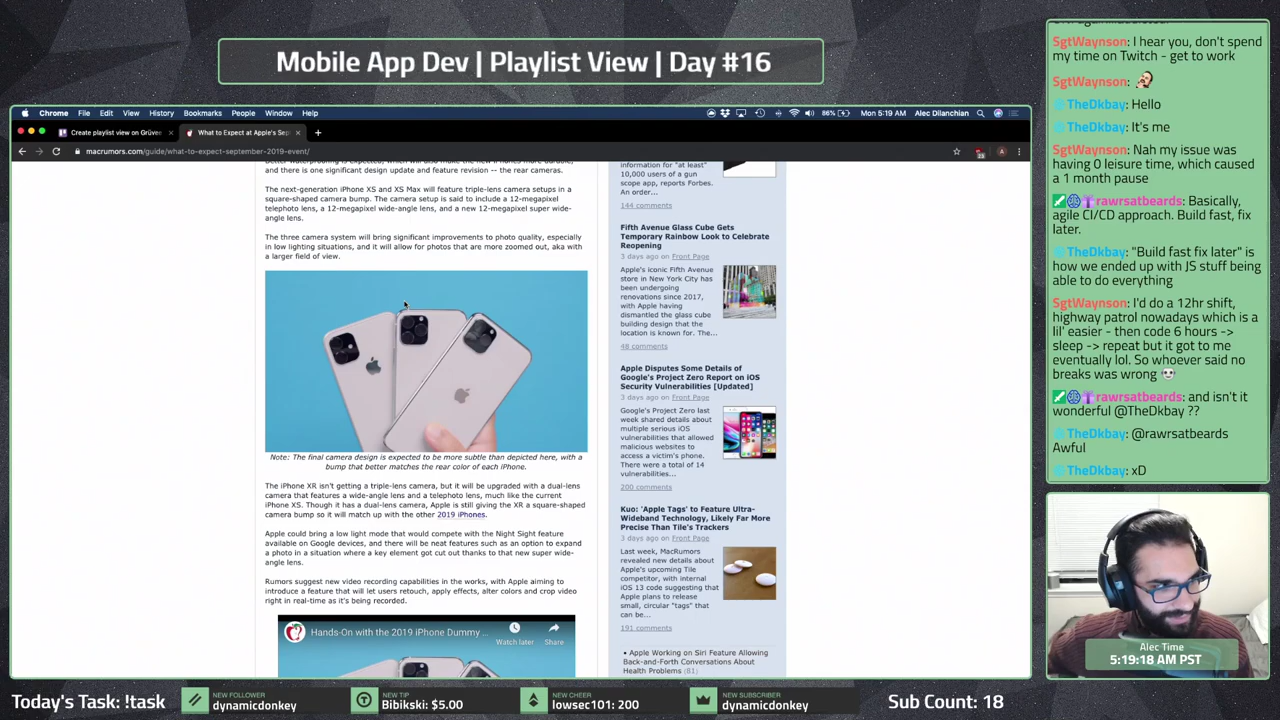 Mobile App Dev | Playlist View | Day #16
Chrome File Edit View History Bookmarks People Window Help
86% Mon 5:19 AM Alec Dilanchian
Create playlist view on Grüve
What to Expect at Apple's Sep
macrumors.com/guide/what-to-expect-september-2019-event/
and there is one significant design update and feature revision -- the rear cameras.
The next-generation iPhone XS and XS Max will feature triple-lens camera setups in a
square-shaped camera bump. The camera setup is said to include a 12-megapixel
telephoto lens, a 12-megapixel wide-angle lens, and a new 12-megapixel super wide-
angle lens.
The three camera system will bring significant improvements to photo quality, especially
in low lighting situations, and it will allow for photos that are more zoomed out, aka with
a larger field of view.
Note: The final camera design is expected to be more subtle than depicted here, with a
bump that better matches the rear color of each iPhone.
The iPhone XR isn't getting a triple-lens camera, but it will be upgraded with a dual-lens
camera that features a wide-angle lens and a telephoto lens, much like the current
iPhone XS. Though it has a dual-lens camera, Apple is still giving the XR a square-shaped
camera bump so it will match up with the other 2019 iPhones.
Apple could bring a low light mode that would compete with the Night Sight feature
available on Google devices, and there will be neat features such as an option to expand
a photo in a situation where a key element got cut out thanks to that new super wide-
angle lens.
Rumors suggest new video recording capabilities in the works, with Apple aiming to
introduce a feature that will let users retouch, apply effects, alter colors and crop video
right in real-time as it's being recorded.
Hands-On with the 2019 iPhone Dummy ...
Watch later
Share
information for "at least"
10,000 users of a gun
scope app, reports Forbes.
An order...
144 comments
Fifth Avenue Glass Cube Gets
Temporary Rainbow Look to Celebrate
Reopening
3 days ago on Front Page
Apple's iconic Fifth Avenue
store in New York City has
been undergoing
renovations since 2017,
with Apple having
dismantled the glass cube
building design that the
location is known for. The...
48 comments
Apple Disputes Some Details of
Google's Project Zero Report on iOS
Security Vulnerabilities [Updated]
3 days ago on Front Page
Google's Project Zero last
week shared details about
multiple serious iOS
vulnerabilities that allowed
malicious websites to
access a victim's phone.
There were a total of 14
vulnerabilities...
200 comments
Kuo: 'Apple Tags' to Feature Ultra-
Wideband Technology, Likely Far More
Precise Than Tile's Trackers
3 days ago on Front Page
Last week, MacRumors
revealed new details about
Apple's upcoming Tile
competitor, with internal
iOS 13 code suggesting that
Apple plans to release
small, circular "tags" that
can be...
191 comments
• Apple Working on Siri Feature Allowing
Back-and-Forth Conversations About
Health Problems (81)
SgtWaynson: I hear you, don't spend
my time on Twitch - get to work
SgtWaynson:
TheDkbay: Hello
TheDkbay: It's me
SgtWaynson: Nah my issue was
having 0 leisure time, which caused
a 1 month pause
rawrsatbeards: Basically,
agile CI/CD approach. Build fast, fix
later.
TheDkbay: "Build fast fix later" is
how we ended up with JS stuff being
able to do everything
SgtWaynson: I'd do a 12hr shift,
highway patrol nowadays which is a
lil' easier - then code 6 hours ->
sleep -> repeat but it got to me
eventually lol. So whoever said no
breaks was wrong
rawrsatbeards: and isn't it
wonderful @TheDkbay ??
TheDkbay: @rawrsatbeards
Awful
TheDkbay: xD
Alec Time
5:19:18 AM PST
Today's Task: !task
NEW FOLLOWER
dynamicdonkey
NEW TIP
Bibikski: $5.00
NEW CHEER
lowsec101: 200
NEW SUBSCRIBER
dynamicdonkey
Sub Count: 18